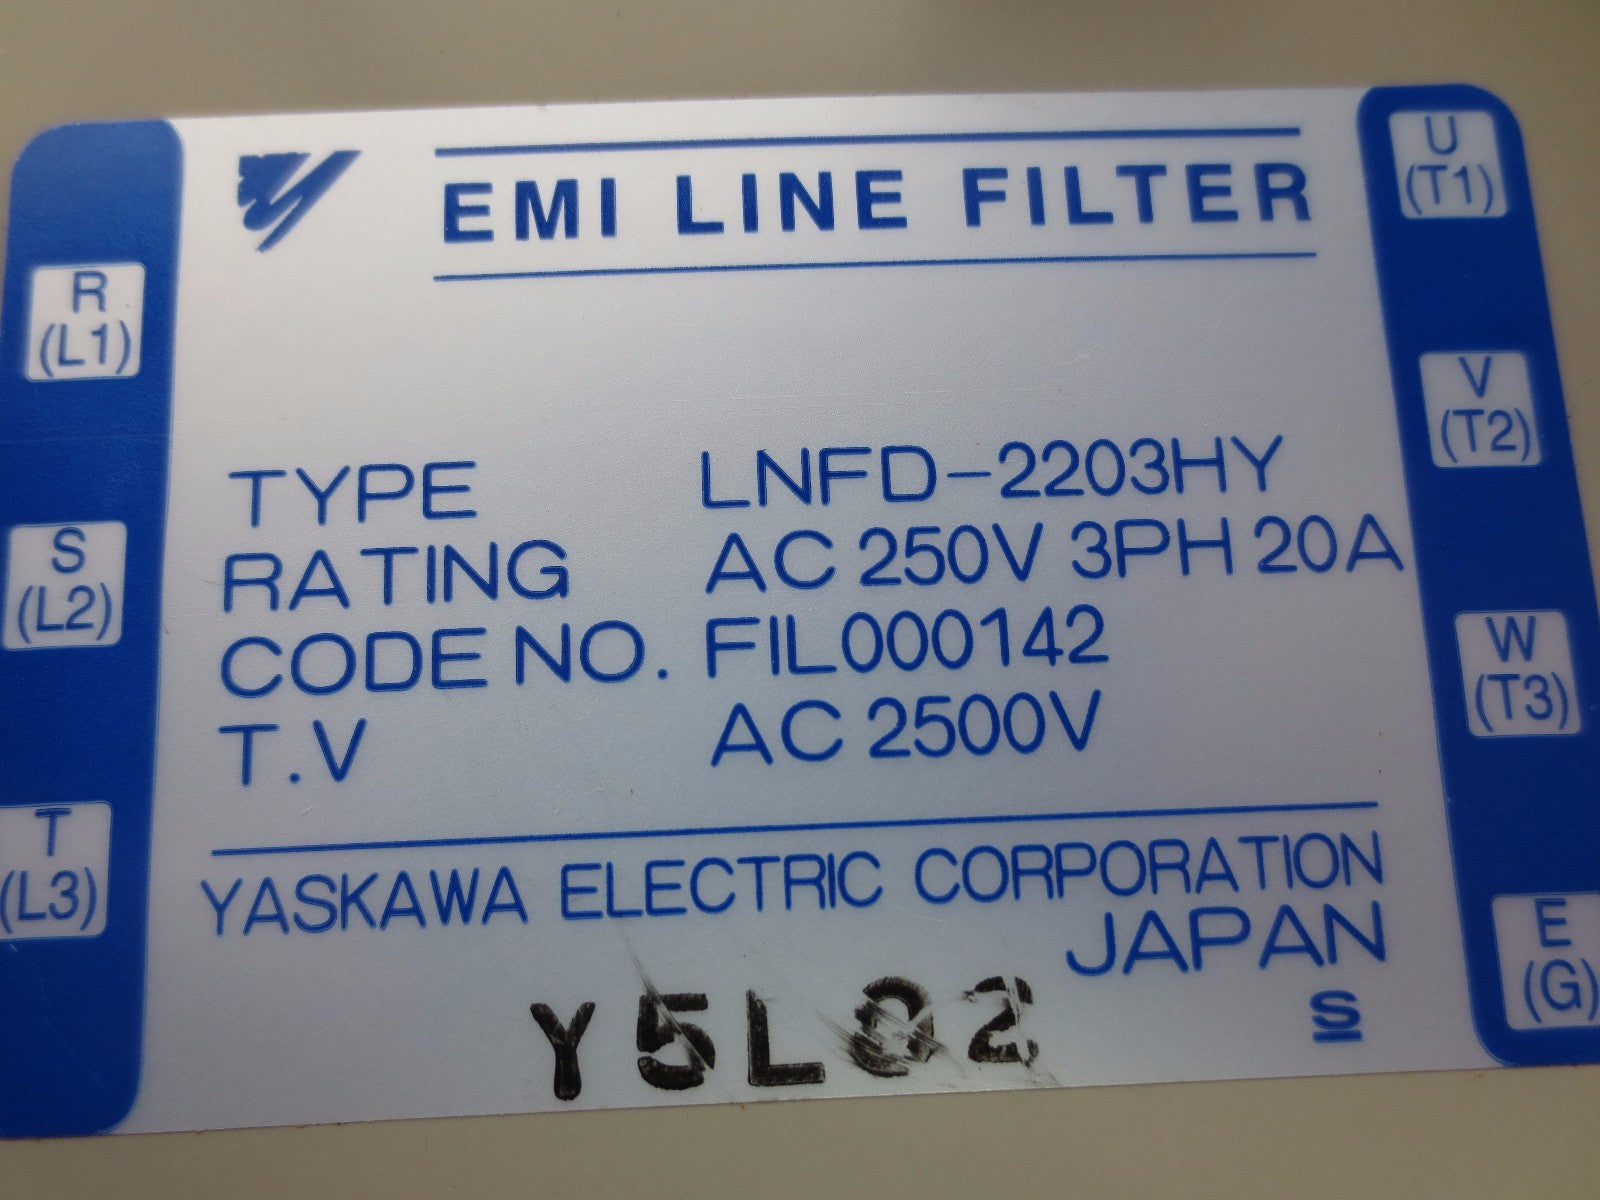 EMI LINE FILTER
R
(L1)
S
(L2)
T
(L3)
TYPE LNFD-2203HY
RATING AC 250V 3PH 20A
CODE NO. FIL000142
T.V AC 2500V
YASKAWA ELECTRIC CORPORATION
JAPAN
S
U
(T1)
V
(T2)
W
(T3)
E
(G)